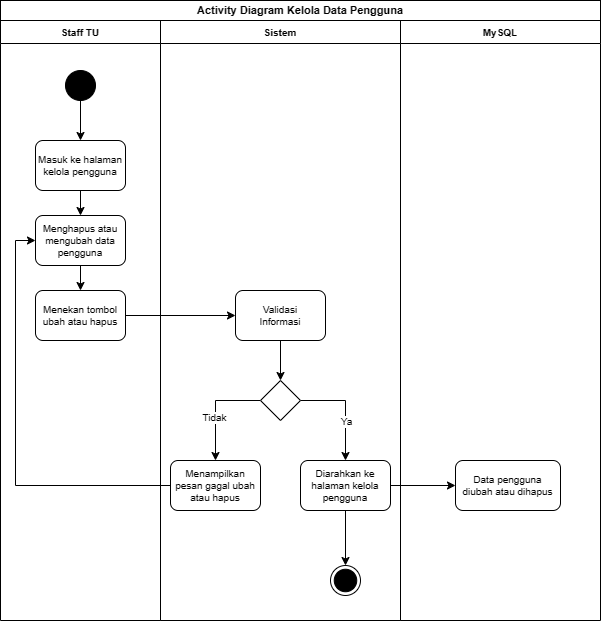 Activity Diagram Kelola Data Pengguna
Staff TU
Sistem
MySQL
Masuk ke halaman
kelola pengguna
Menghapus atau
mengubah data
pengguna
Menekan tombol
ubah atau hapus
Validasi
Informasi
Tidak
Ya
Menampilkan
pesan gagal ubah
atau hapus
Diarahkan ke
halaman kelola
pengguna
Data pengguna
diubah atau dihapus